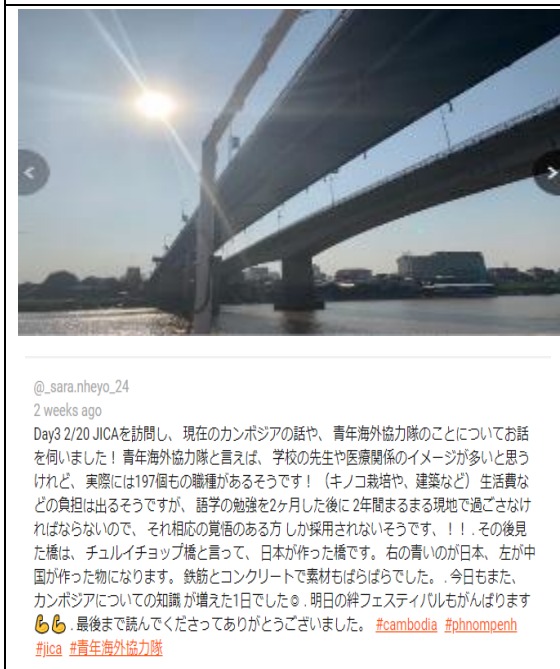 @_sara.nheyo_24
2 weeks ago
Day3 2/20 JICAを訪問し、 現在のカンボジアの話や、 青年海外協力隊のことについてお話
を伺いました！ 青年海外協力隊と言えば、 学校の先生や医療関係のイメージが多いと思う
けれど、 実際には197個もの職種があるそうです！ （キノコ栽培や、建築など） 生活費な
どの負担は出るそうですが、 語学の勉強を2ヶ月した後に 2年間まるまる現地で過ごさなけ
ればならないので、 それ相応の覚悟のある方 しか採用されないそうです、！！. その後見
た橋は、 チュルイチョップ橋と言って、 日本が作った橋です。 右の青いのが日本、 左が中
国が作った物になります。 鉄筋とコンクリートで素材もばらばらでした。. 今日もまた、
カンボジアについての知識 が増えた1日でした☺. 明日の絆フェスティバルもがんばります
💪💪. 最後まで読んでくださってありがとうございました。 #cambodia #phnompenh
#jica #青年海外協力隊